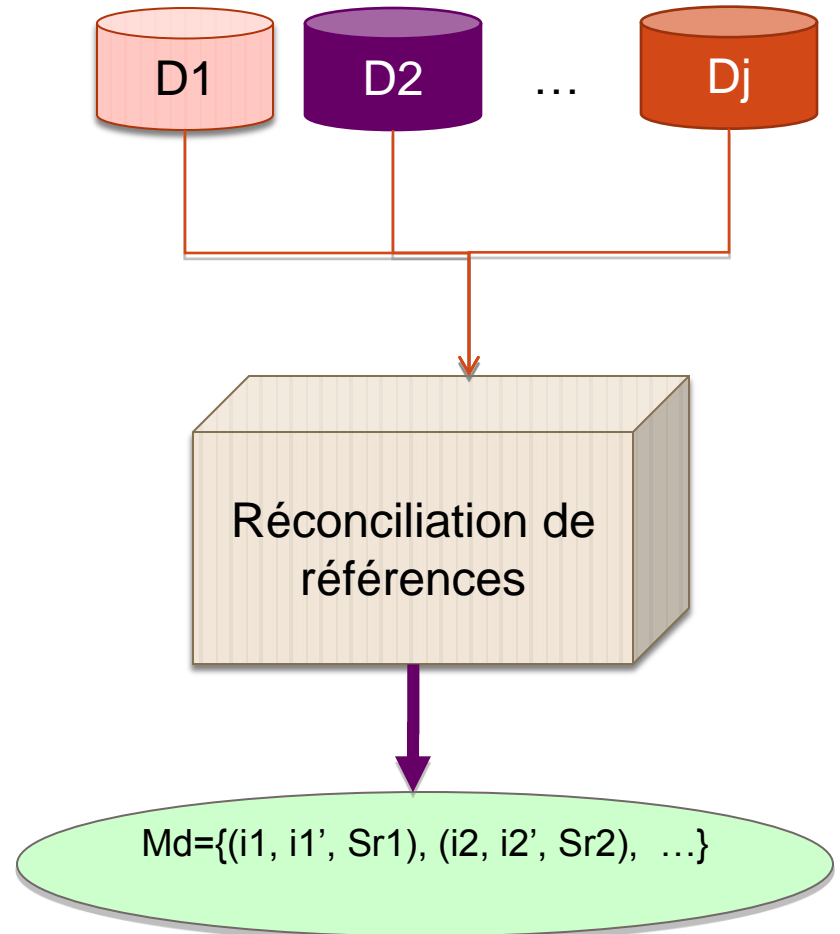 D1 D2 … Dj
Réconciliation de
références
Md={(i1, i1’, Sr1), (i2, i2’, Sr2), …}